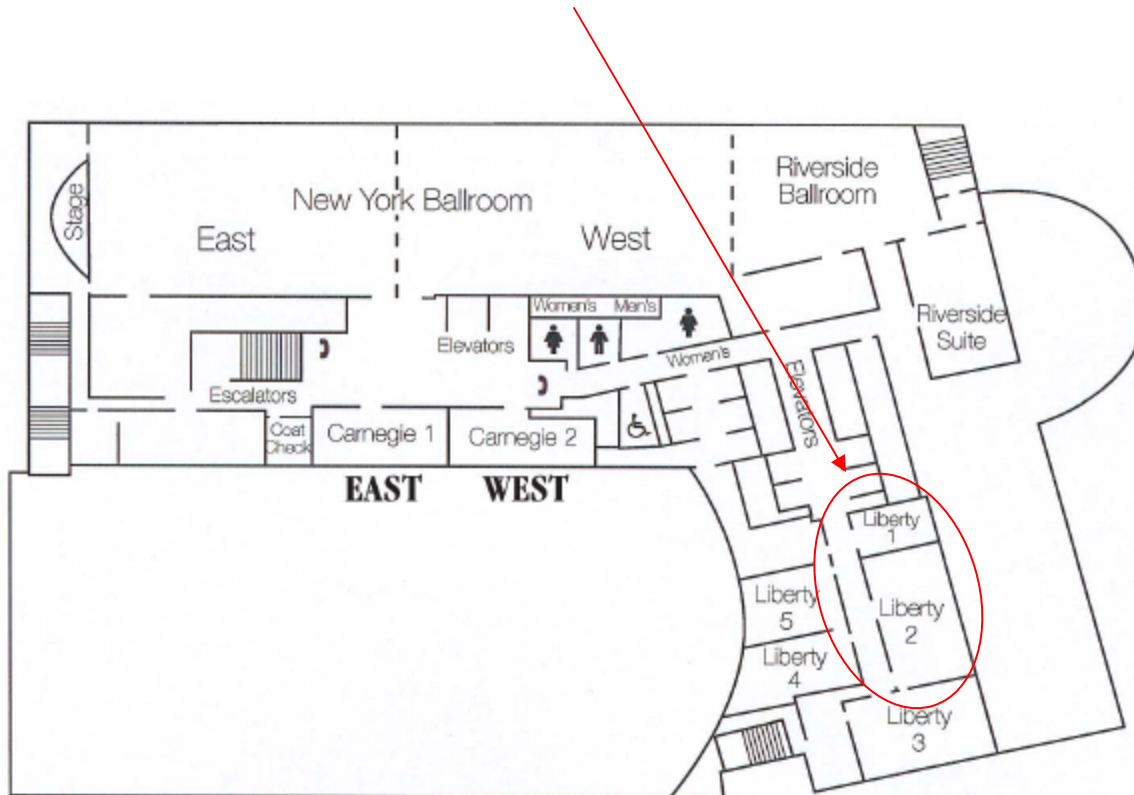 Riverside
Ballroom
New York Ballroom
Stage
East
West
Women's
Men's
Elevators
Riverside
Suite
Women's
Elevators
Escalators
Coat
Check
Carnegie 1
Carnegie 2
EAST
WEST
Liberty
1
Liberty
5
Liberty
2
Liberty
4
Liberty
3